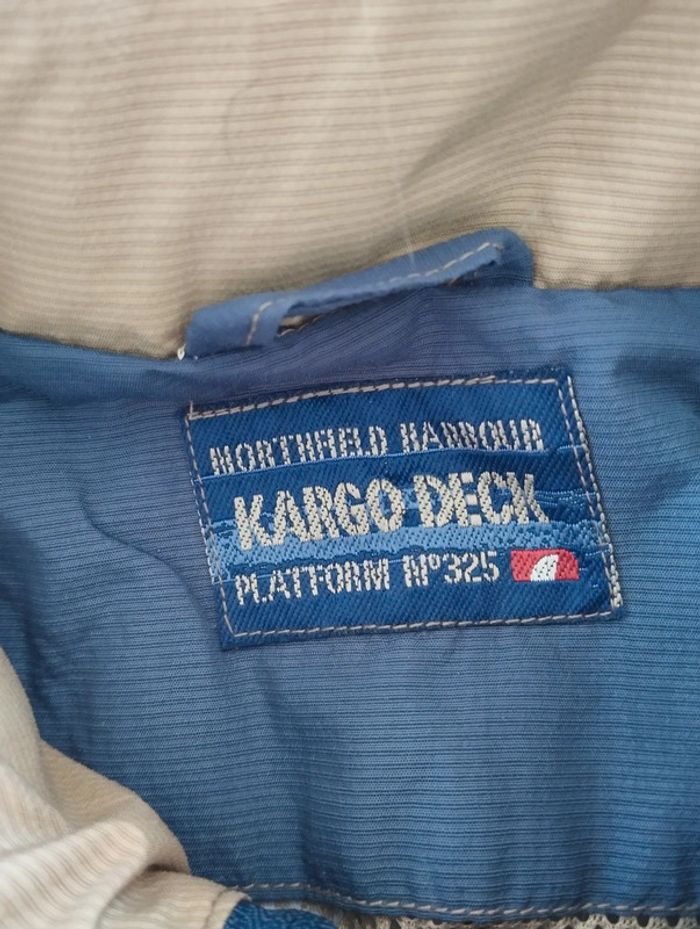 NORTHFIELD HARBOUR
KARGO DECK
PLATFORM Nº325